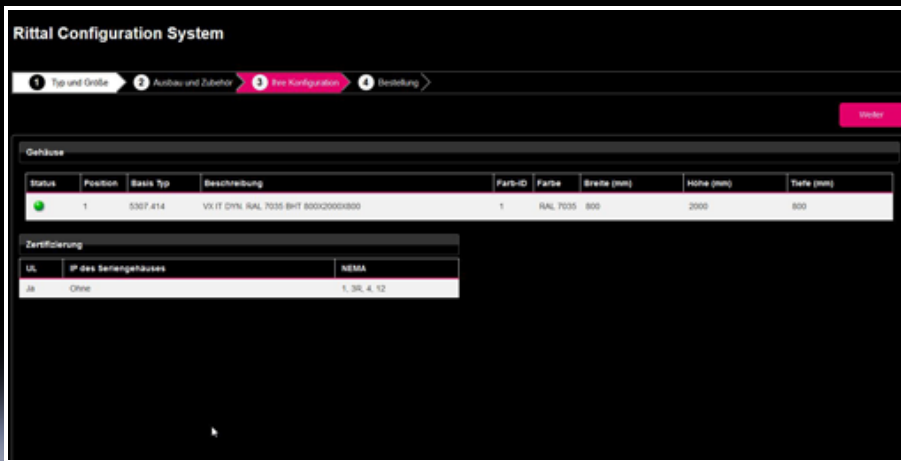 Rittal Configuration System
1 Typ und Größe 2 Ausbau und Zubehör 3 Ihre Konfiguration 4 Bestellung
Weiter
Gehäuse
Status Position Basis Typ Beschreibung Farb-ID Farbe Breite (mm) Höhe (mm) Tiefe (mm)
1 5307.414 VX IT DYN. RAL 7035 BHT 800X2000X800 1 RAL 7035 800 2000 800
Zertifizierung
UL IP des Seriengehäuses NEMA
Ja Ohne 1, 3R, 4, 12